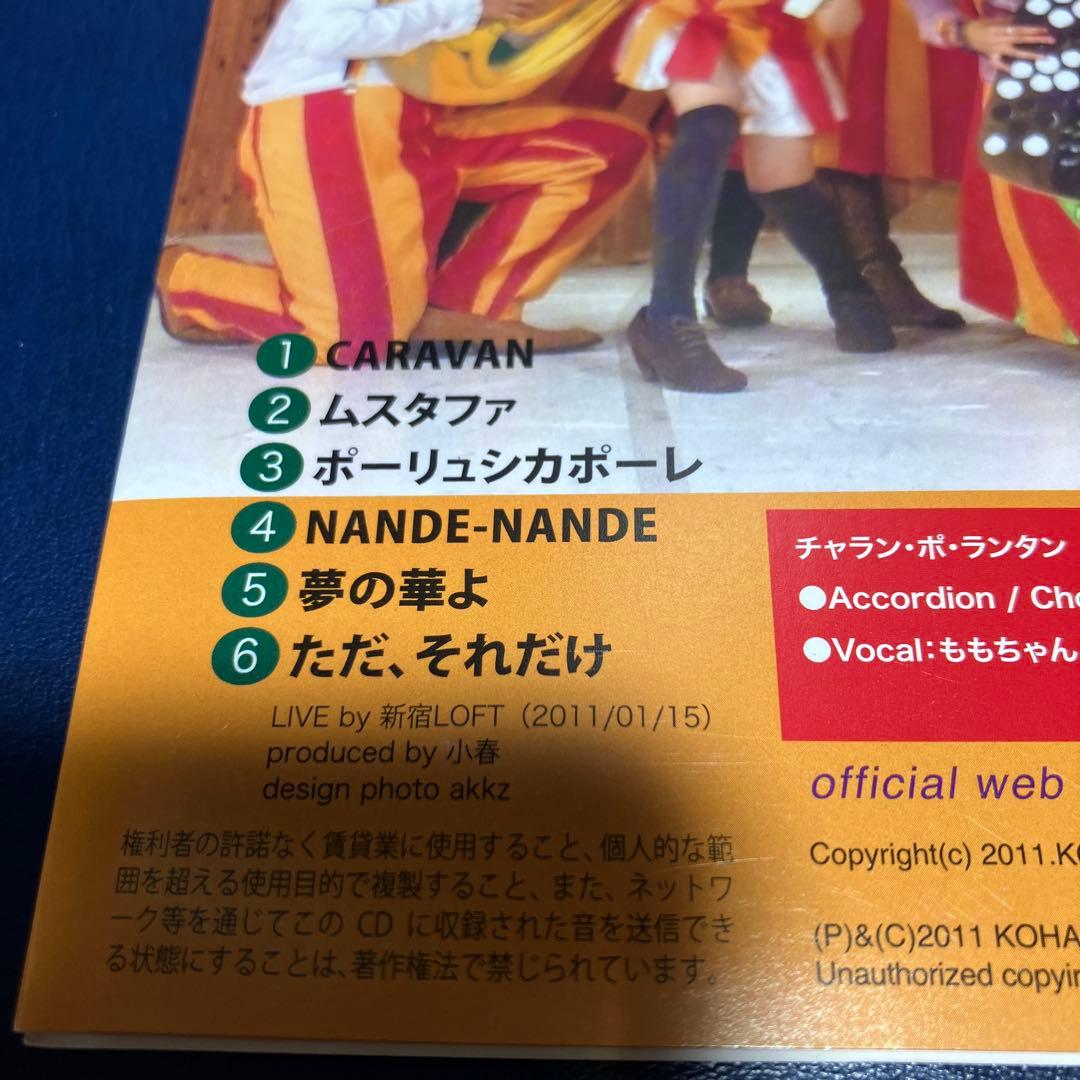 1 CARAVAN
2 ムスタファ
3 ポーリュシカポーレ
4 NANDE-NANDE
5 夢の華よ
6 ただ、それだけ
LIVE by 新宿LOFT（2011/01/15）
produced by 小春
design photo akkz
権利者の許諾なく賃貸業に使用すること、個人的な範
囲を超える使用目的で複製すること、また、ネットワ
ーク等を通じてこの CD に収録された音を送信でき
る状態にすることは、著作権法で禁じられています。
チャラン・ポ・ランタン
●Accordion / Cho
●Vocal：ももちゃん
official web
Copyright(c) 2011.KO
(P)&(C)2011 KOHA
Unauthorized copyin